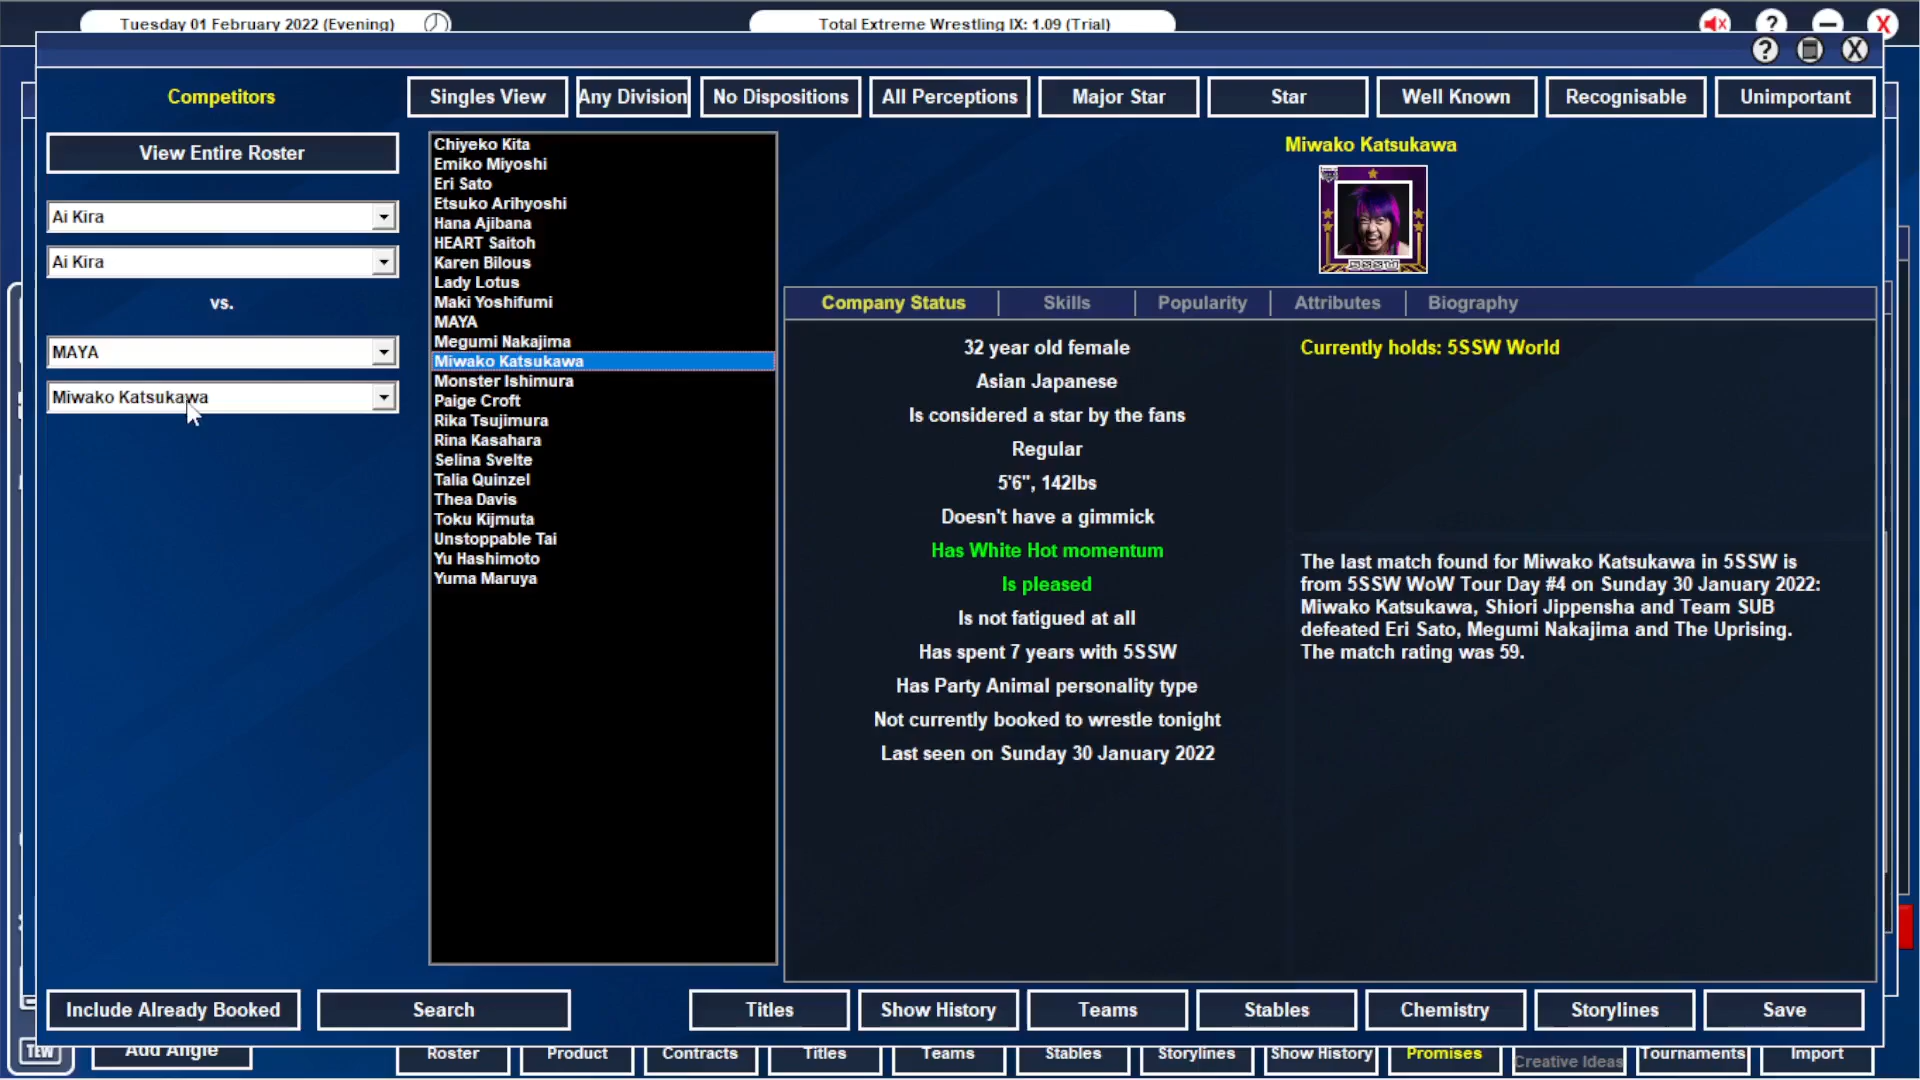 Tuesday 01 February 2022 (Evening)
Total Extreme Wrestling IX: 1.09 (Trial)
?
X
?
X
Competitors
Singles View
Any Division
No Dispositions
All Perceptions
Major Star
Star
Well Known
Recognisable
Unimportant
View Entire Roster
Ai Kira
Ai Kira
vs.
MAYA
Miwako Katsukawa
Chiyeko Kita
Emiko Miyoshi
Eri Sato
Etsuko Arihyoshi
Hana Ajibana
HEART Saitoh
Karen Bilous
Lady Lotus
Maki Yoshifumi
MAYA
Megumi Nakajima
Miwako Katsukawa
Monster Ishimura
Paige Croft
Rika Tsujimura
Rina Kasahara
Selina Svelte
Talia Quinzel
Thea Davis
Toku Kijmuta
Unstoppable Tai
Yu Hashimoto
Yuma Maruya
Miwako Katsukawa
Company Status
Skills
Popularity
Attributes
Biography
32 year old female
Asian Japanese
Is considered a star by the fans
Regular
5'6", 142lbs
Doesn't have a gimmick
Has White Hot momentum
Is pleased
Is not fatigued at all
Has spent 7 years with 5SSW
Has Party Animal personality type
Not currently booked to wrestle tonight
Last seen on Sunday 30 January 2022
Currently holds: 5SSW World
The last match found for Miwako Katsukawa in 5SSW is
from 5SSW WoW Tour Day #4 on Sunday 30 January 2022:
Miwako Katsukawa, Shiori Jippensha and Team SUB
defeated Eri Sato, Megumi Nakajima and The Uprising.
The match rating was 59.
Include Already Booked
Search
Titles
Show History
Teams
Stables
Chemistry
Storylines
Save
TEW
Add Angle
Roster
Product
Contracts
Titles
Teams
Stables
Storylines
Show History
Promises
Creative Ideas
Tournaments
Import